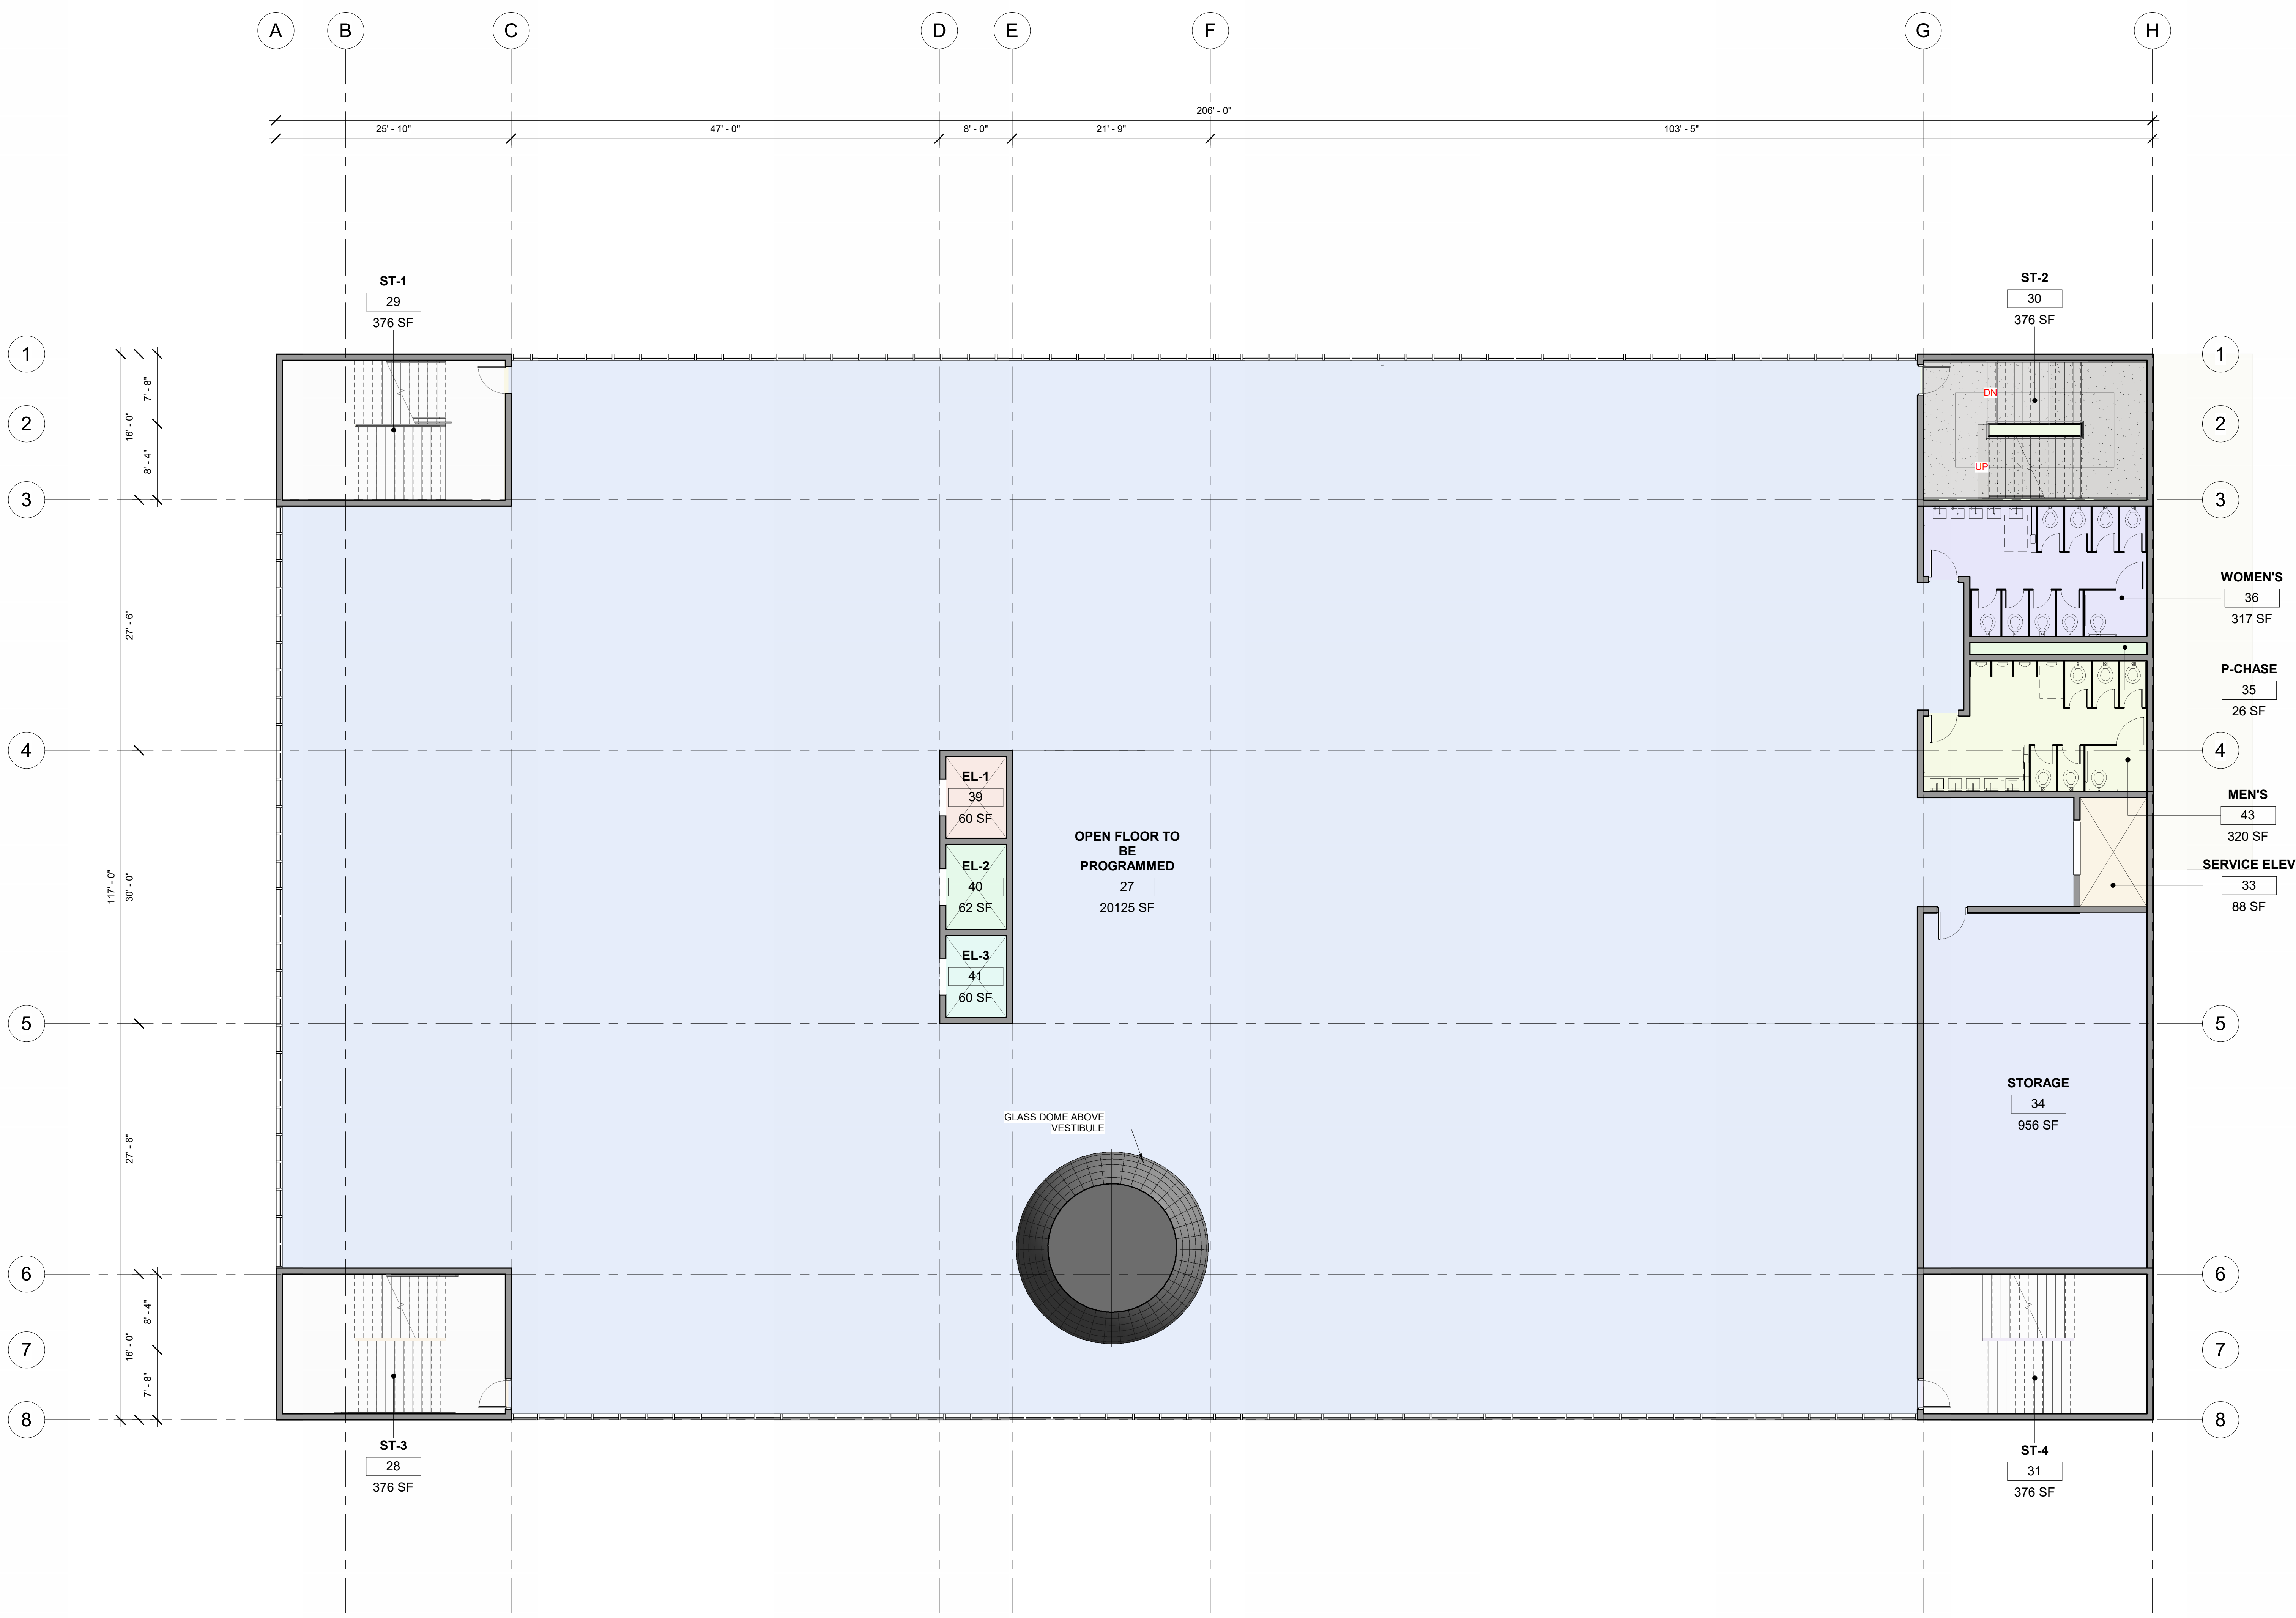 A B C D E F G H
206' - 0"
25' - 10" 47' - 0" 8' - 0" 21' - 9" 103' - 5"
ST-1
29
376 SF
ST-2
30
376 SF
1 1
7' - 8"
DN
2 2
16' - 0"
8' - 4"
UP
3 3
27' - 6"
WOMEN'S
36
317 SF
P-CHASE
35
26 SF
4 4
EL-1
39
60 SF
MEN'S
43
320 SF
OPEN FLOOR TO
BE
PROGRAMMED
27
20125 SF
EL-2
40
62 SF
SERVICE ELEV
33
88 SF
117' - 0"
30' - 0"
EL-3
41
60 SF
5 5
STORAGE
34
956 SF
GLASS DOME ABOVE
VESTIBULE
27' - 6"
6 6
8' - 4"
16' - 0"
7 7
7' - 8"
8 8
ST-3
28
376 SF
ST-4
31
376 SF